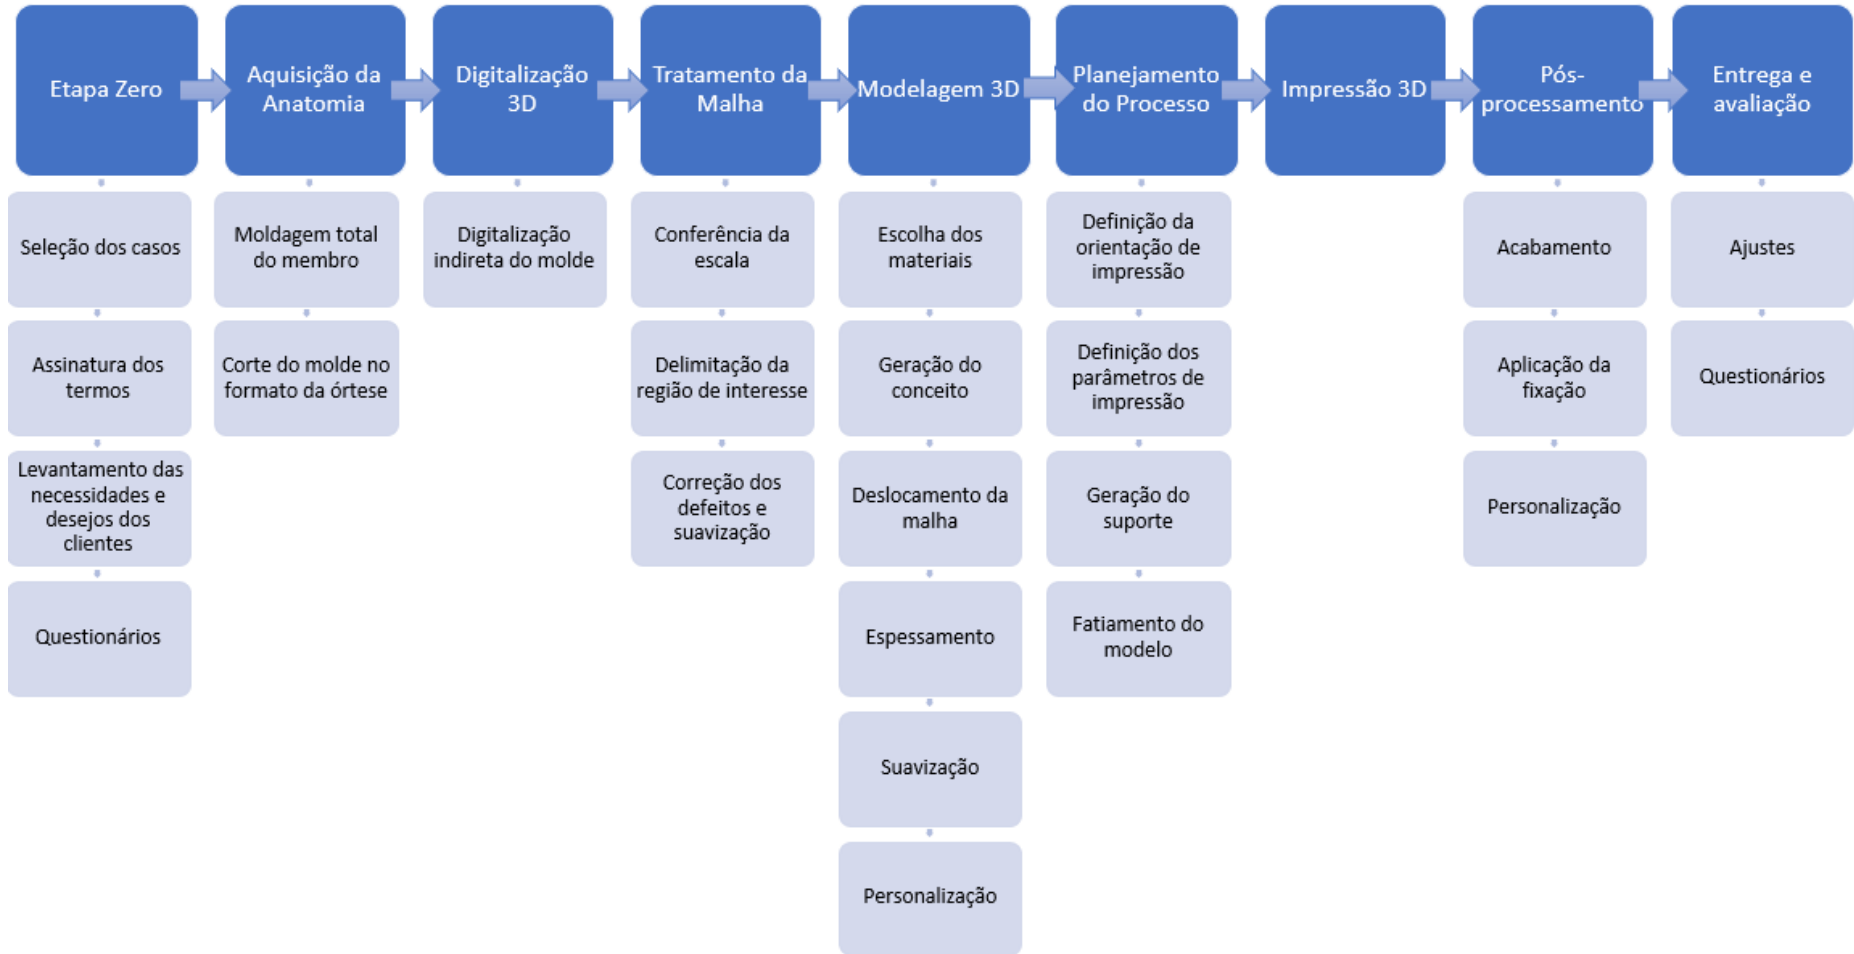 Etapa Zero
Aquisição da
Anatomia
Digitalização
3D
Tratamento da
Malha
Modelagem 3D
Planejamento
do Processo
Impressão 3D
Pós-
processamento
Entrega e
avaliação
Seleção dos casos
Assinatura dos
termos
Levantamento das
necessidades e
desejos dos
clientes
Questionários
Moldagem total
do membro
Corte do molde no
formato da órtese
Digitalização
indireta do molde
Conferência da
escala
Delimitação da
região de interesse
Correção dos
defeitos e
suavização
Escolha dos
materiais
Geração do
conceito
Deslocamento da
malha
Espessamento
Suavização
Personalização
Definição da
orientação de
impressão
Definição dos
parâmetros de
impressão
Geração do
suporte
Fatiamento do
modelo
Acabamento
Aplicação da
fixação
Personalização
Ajustes
Questionários